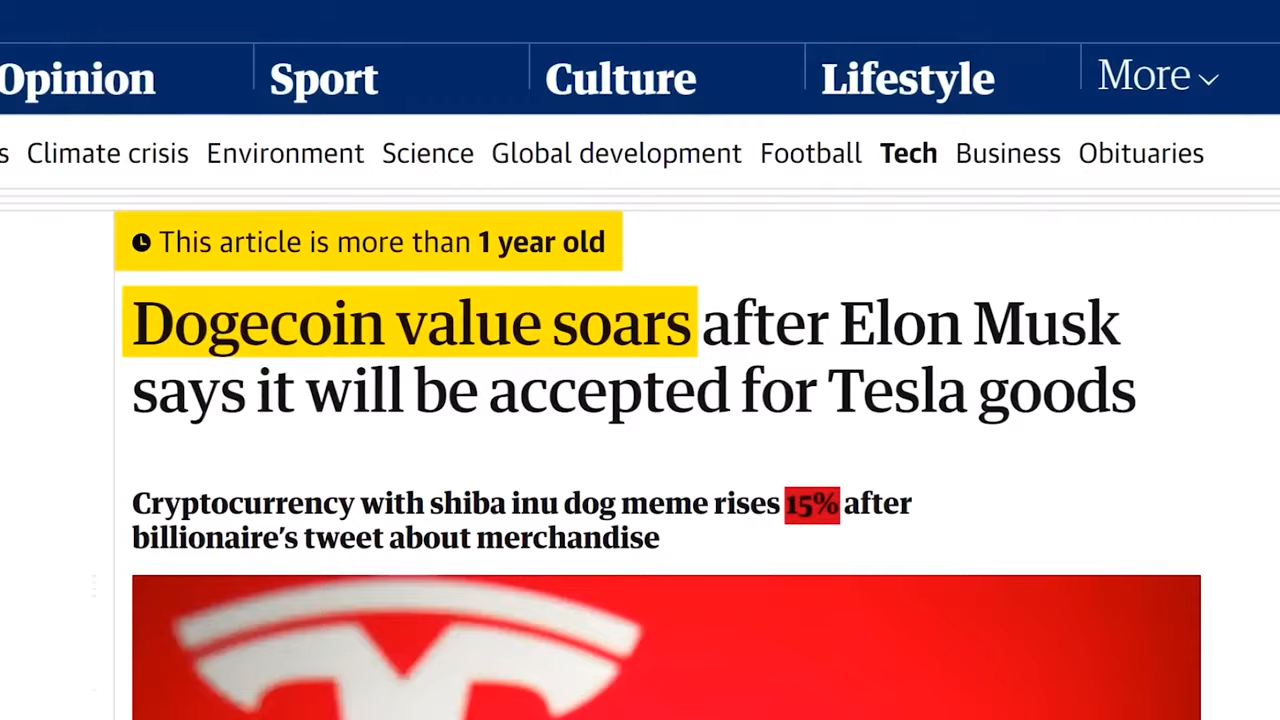 Opinion Sport Culture Lifestyle More
s Climate crisis Environment Science Global development Football Tech Business Obituaries
This article is more than 1 year old
Dogecoin value soars after Elon Musk
says it will be accepted for Tesla goods
Cryptocurrency with shiba inu dog meme rises 15% after
billionaire’s tweet about merchandise